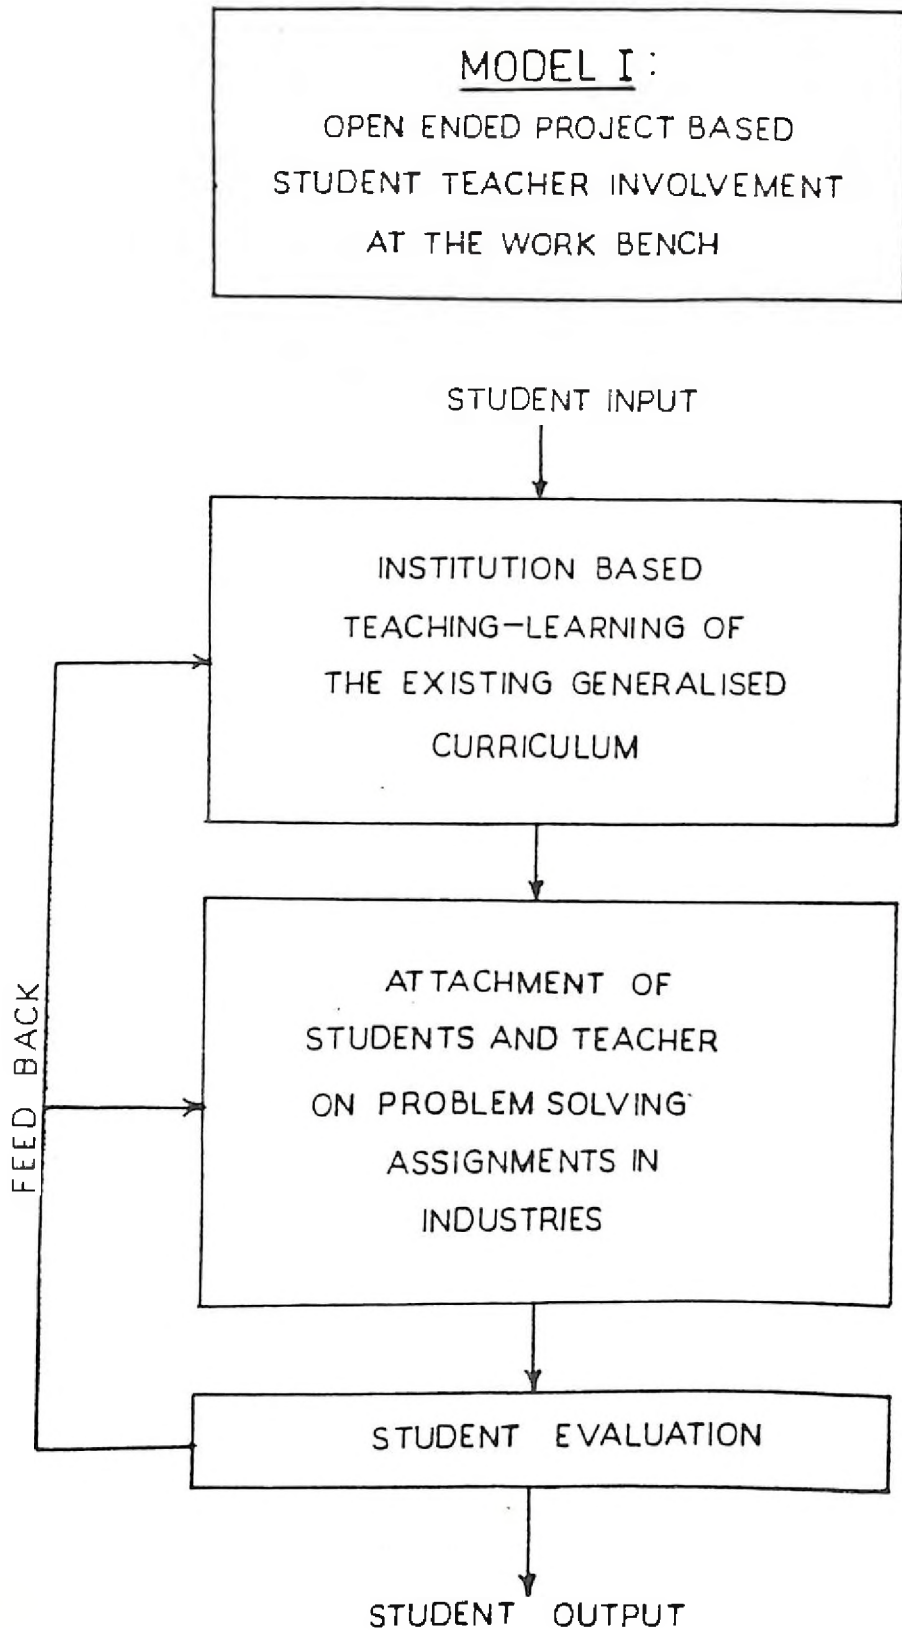 MODEL I :
OPEN ENDED PROJECT BASED
STUDENT TEACHER INVOLVEMENT
AT THE WORK BENCH
STUDENT INPUT
INSTITUTION BASED
TEACHING-LEARNING OF
THE EXISTING GENERALISED
CURRICULUM
FEED BACK
ATTACHMENT OF
STUDENTS AND TEACHER
ON PROBLEM SOLVING
ASSIGNMENTS IN
INDUSTRIES
STUDENT EVALUATION
STUDENT OUTPUT